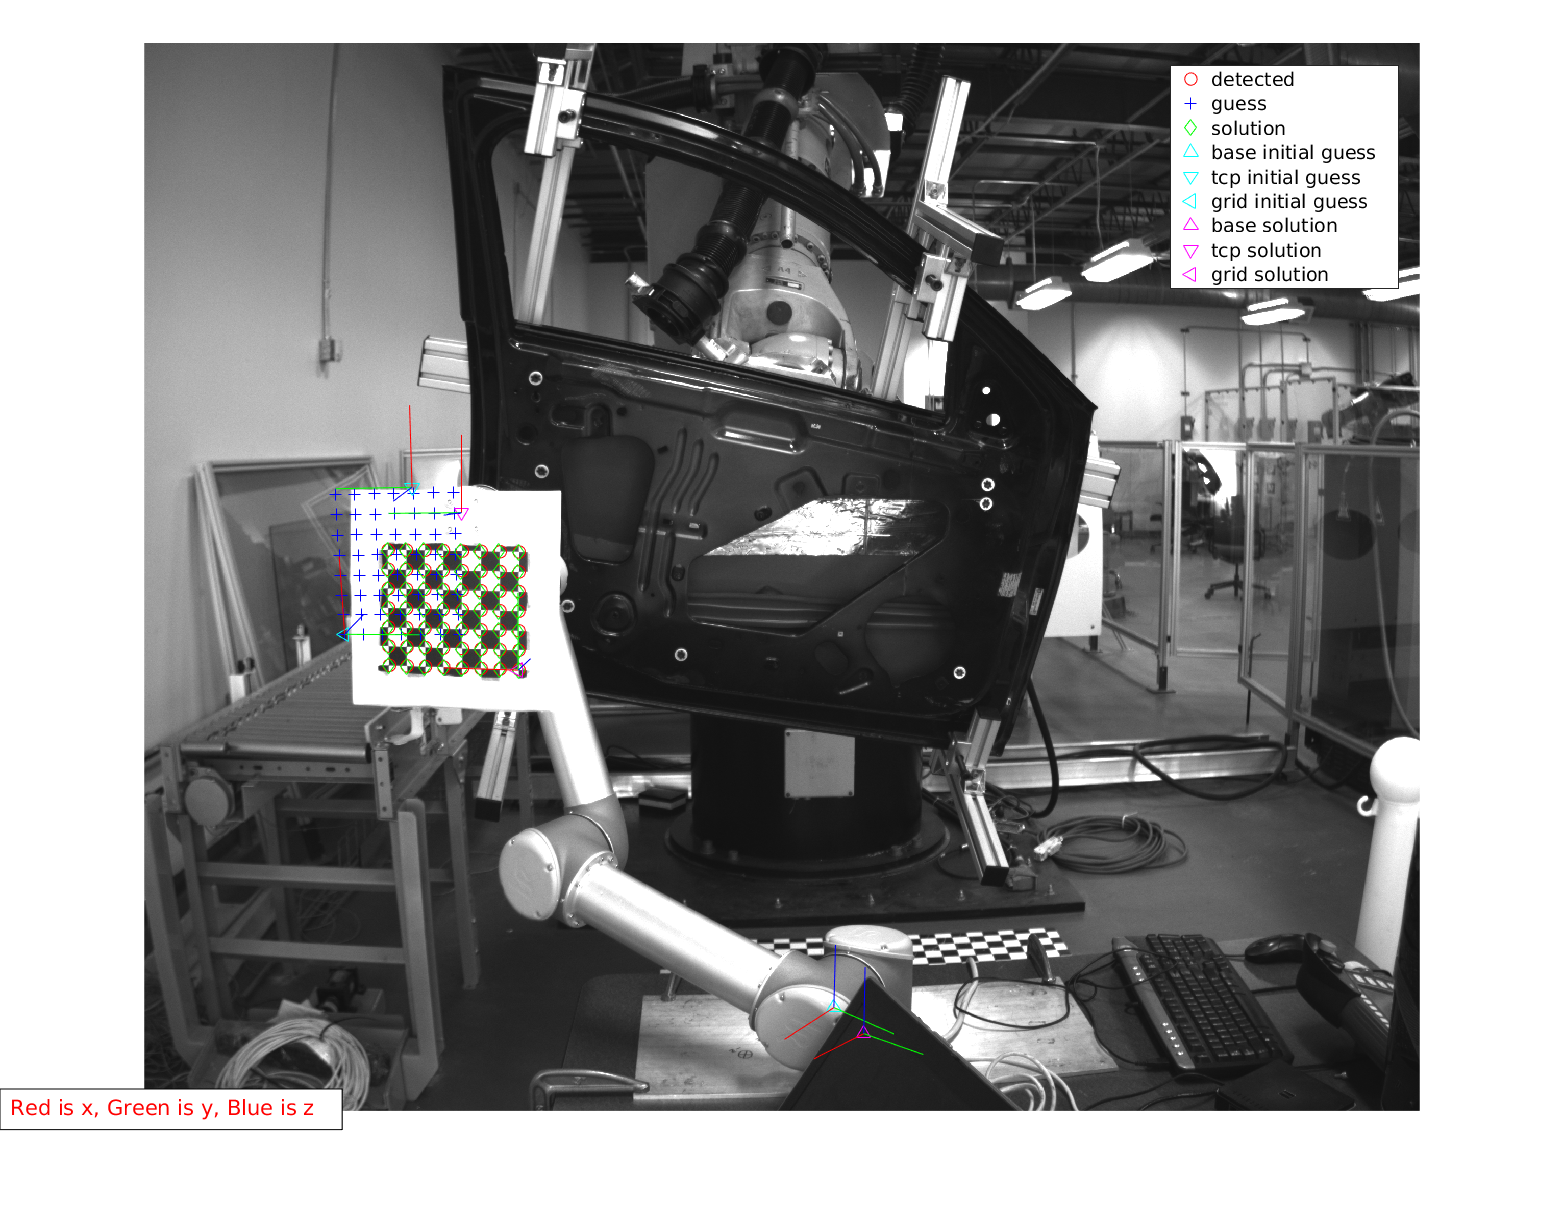 detected
guess
solution
base initial guess
tcp initial guess
grid initial guess
base solution
tcp solution
grid solution
Red is x, Green is y, Blue is z